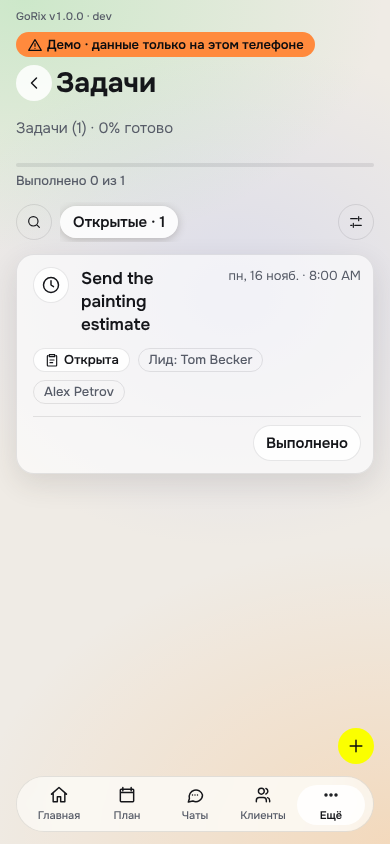 GoRix v1.0.0 · dev
Демо · данные только на этом телефоне
Задачи
Задачи (1) · 0% готово
Выполнено 0 из 1
Открытые · 1
Send the painting estimate
пн, 16 нояб. · 8:00 AM
Открыта
Лид: Tom Becker
Alex Petrov
Выполнено
Главная
План
Чаты
Клиенты
Ещё